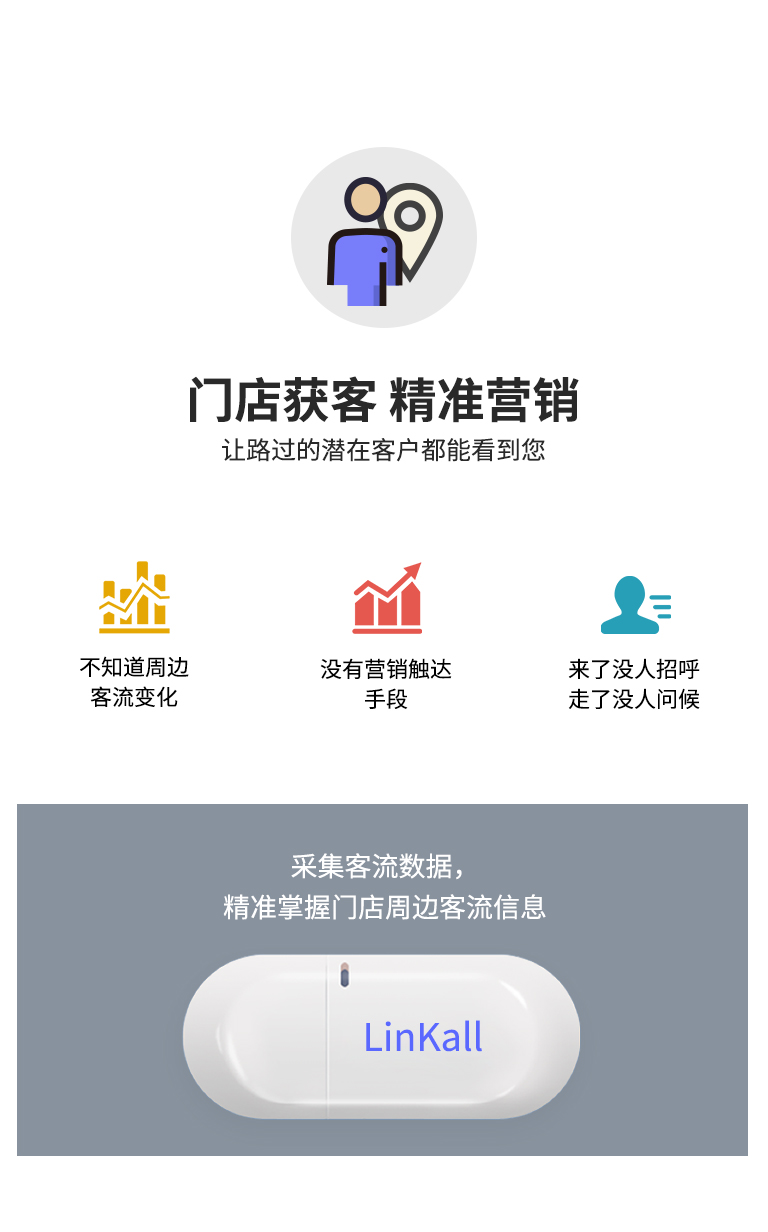 门店获客 精准营销
让路过的潜在客户都能看到您
不知道周边
客流变化
没有营销触达
手段
来了没人招呼
走了没人问候
采集客流数据，
精准掌握门店周边客流信息
LinKall